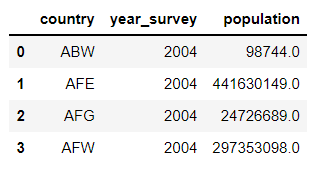 country year_survey population
0 ABW 2004 98744.0
1 AFE 2004 441630149.0
2 AFG 2004 24726689.0
3 AFW 2004 297353098.0